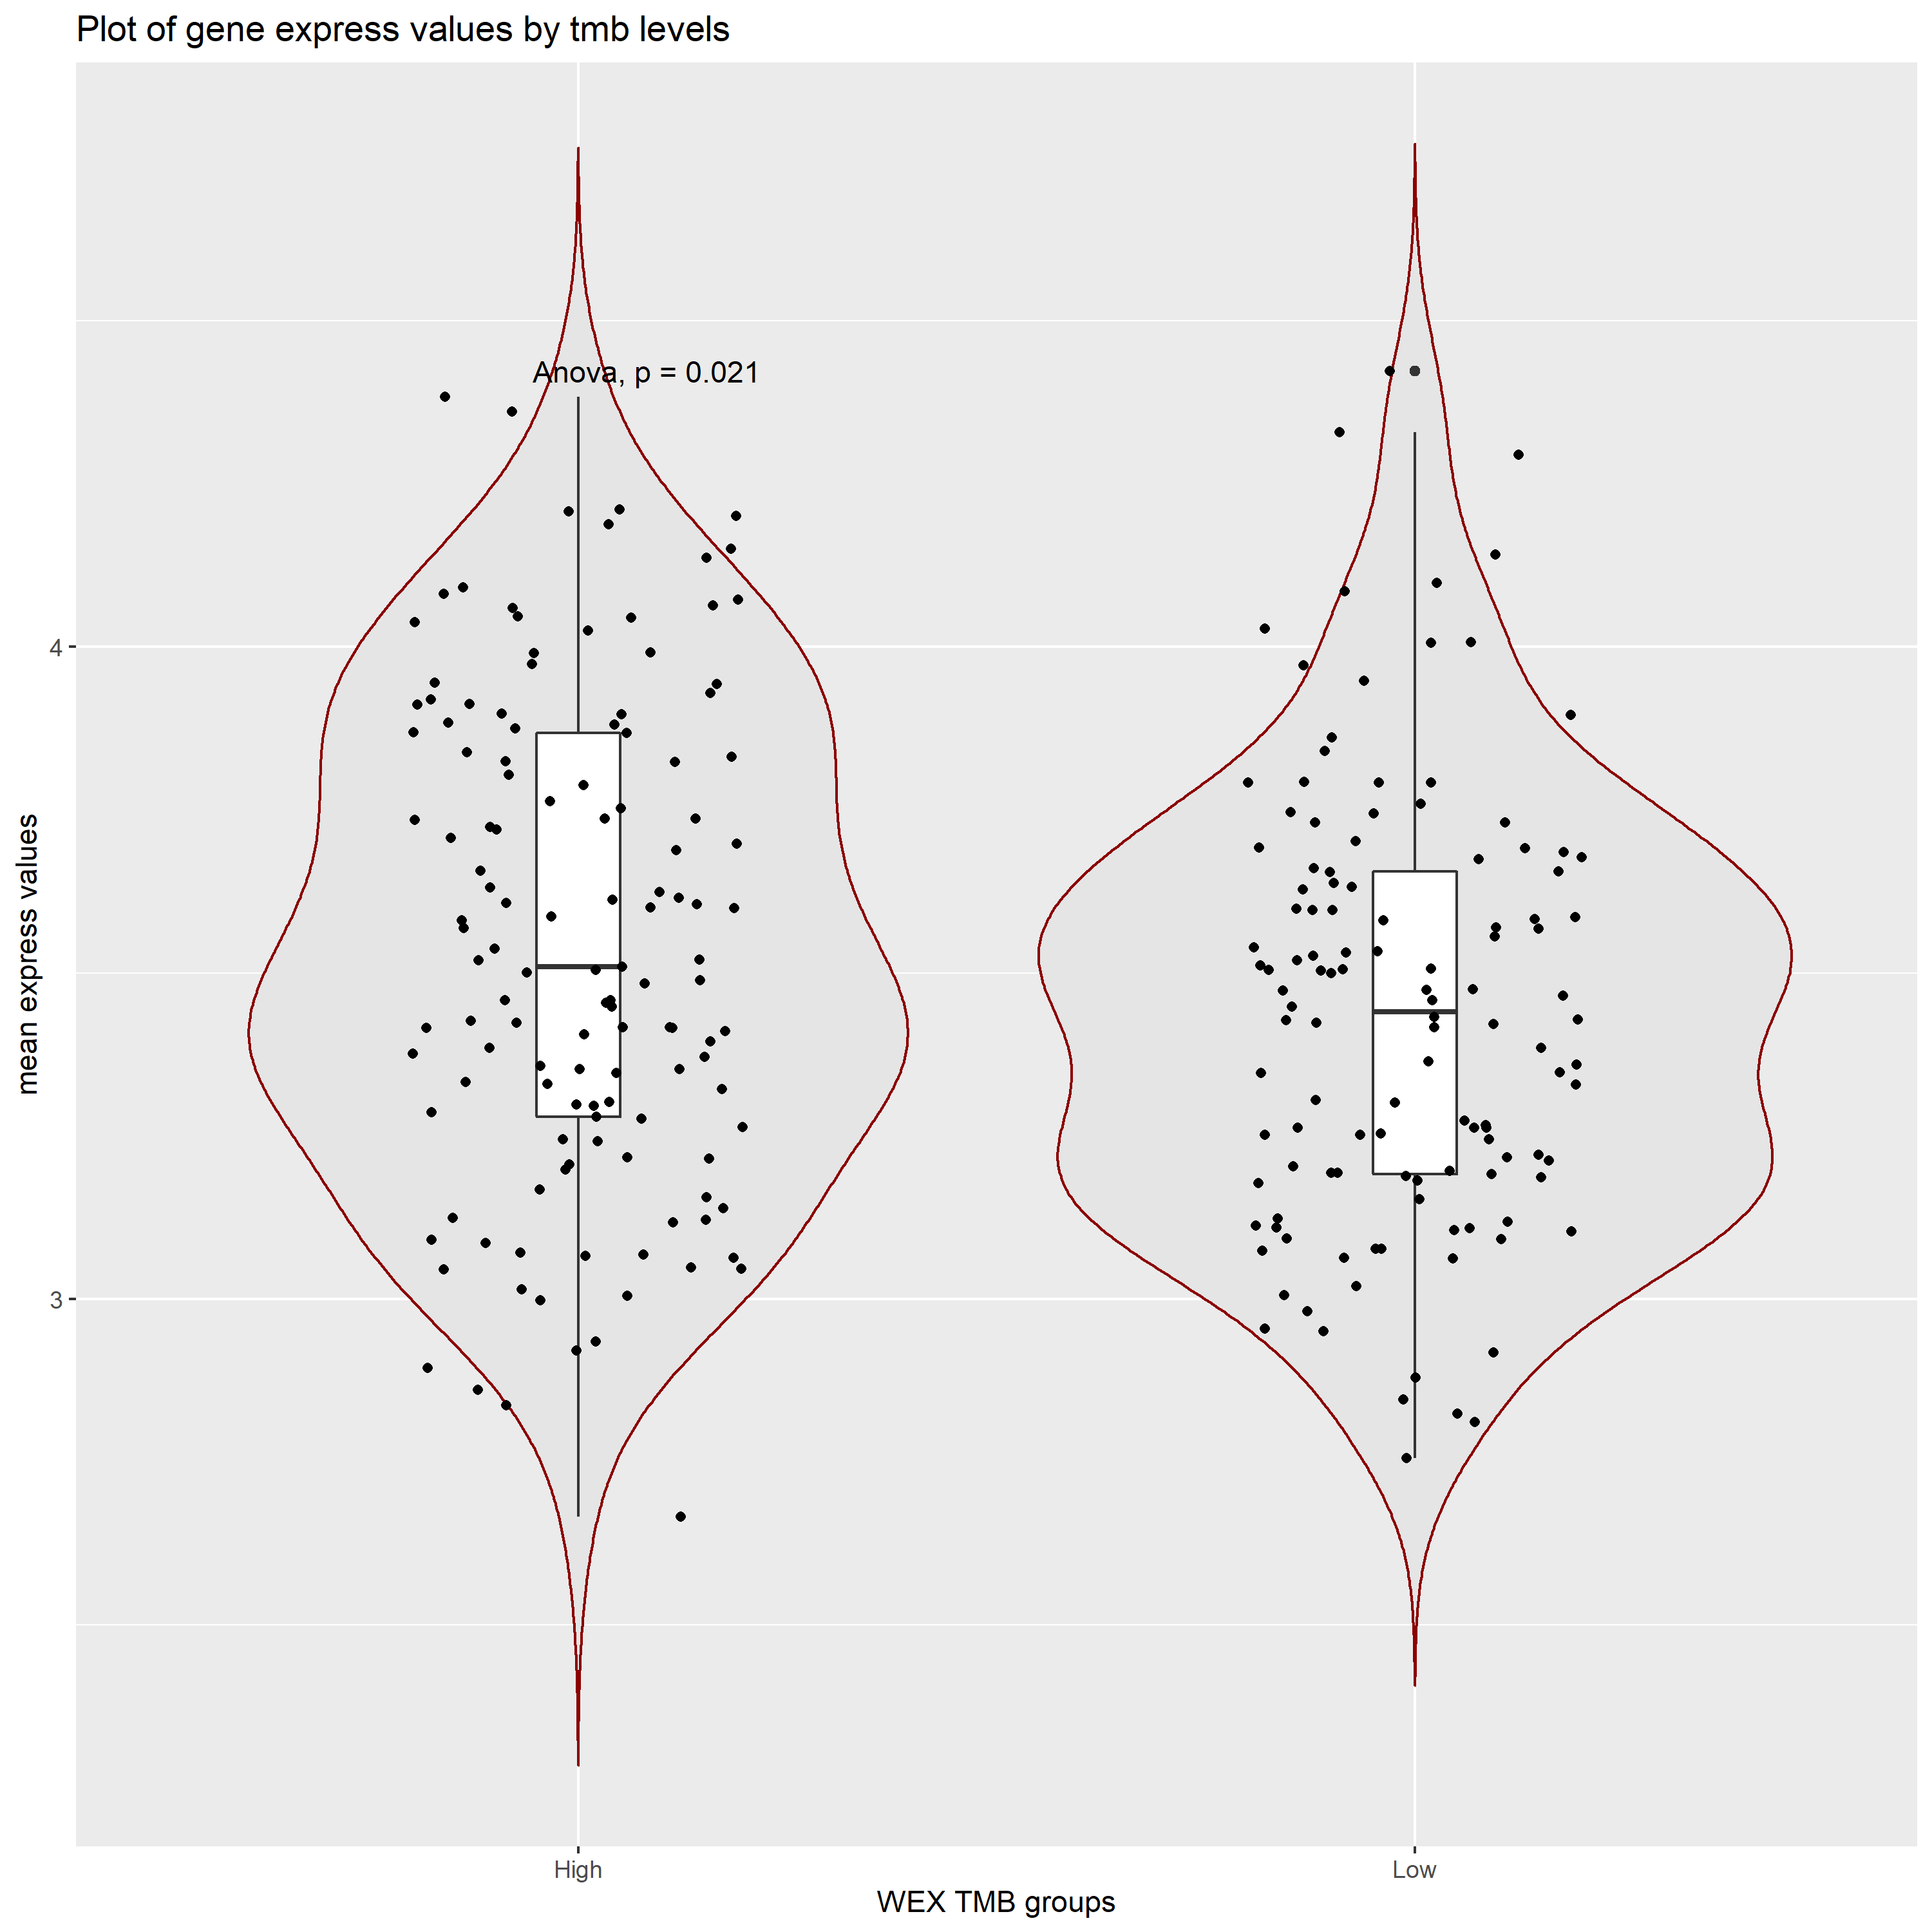 Plot of gene express values by tmb levels
Anova, p = 0.021
4
3
mean express values
High
Low
WEX TMB groups